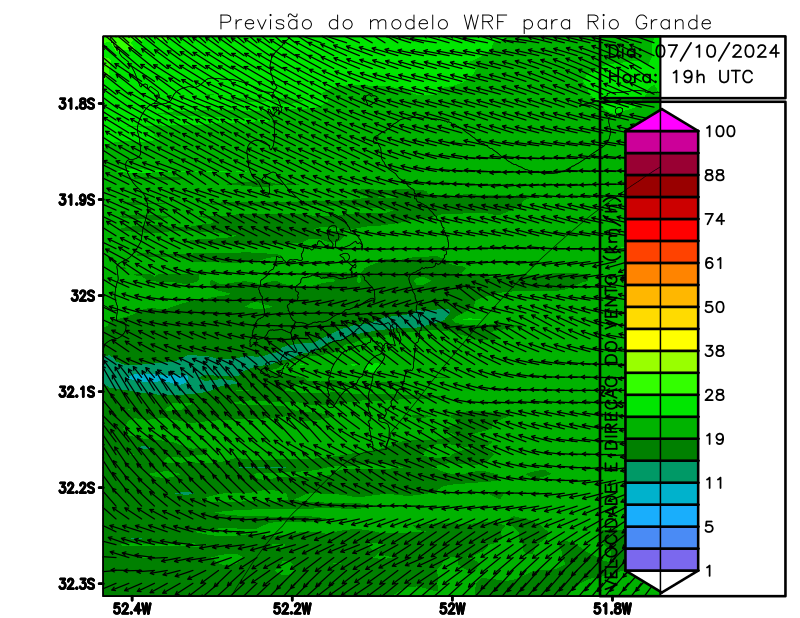 Previsão do modelo WRF para Rio Grande
Dia: 07/10/2024
Hora: 19h UTC
VELOCIDADE E DIREÇÃO DO VENTO (km/h)
100
88
74
61
50
38
28
19
11
5
1
31.8S
31.9S
32S
32.1S
32.2S
32.3S
52.4W
52.2W
52W
51.8W